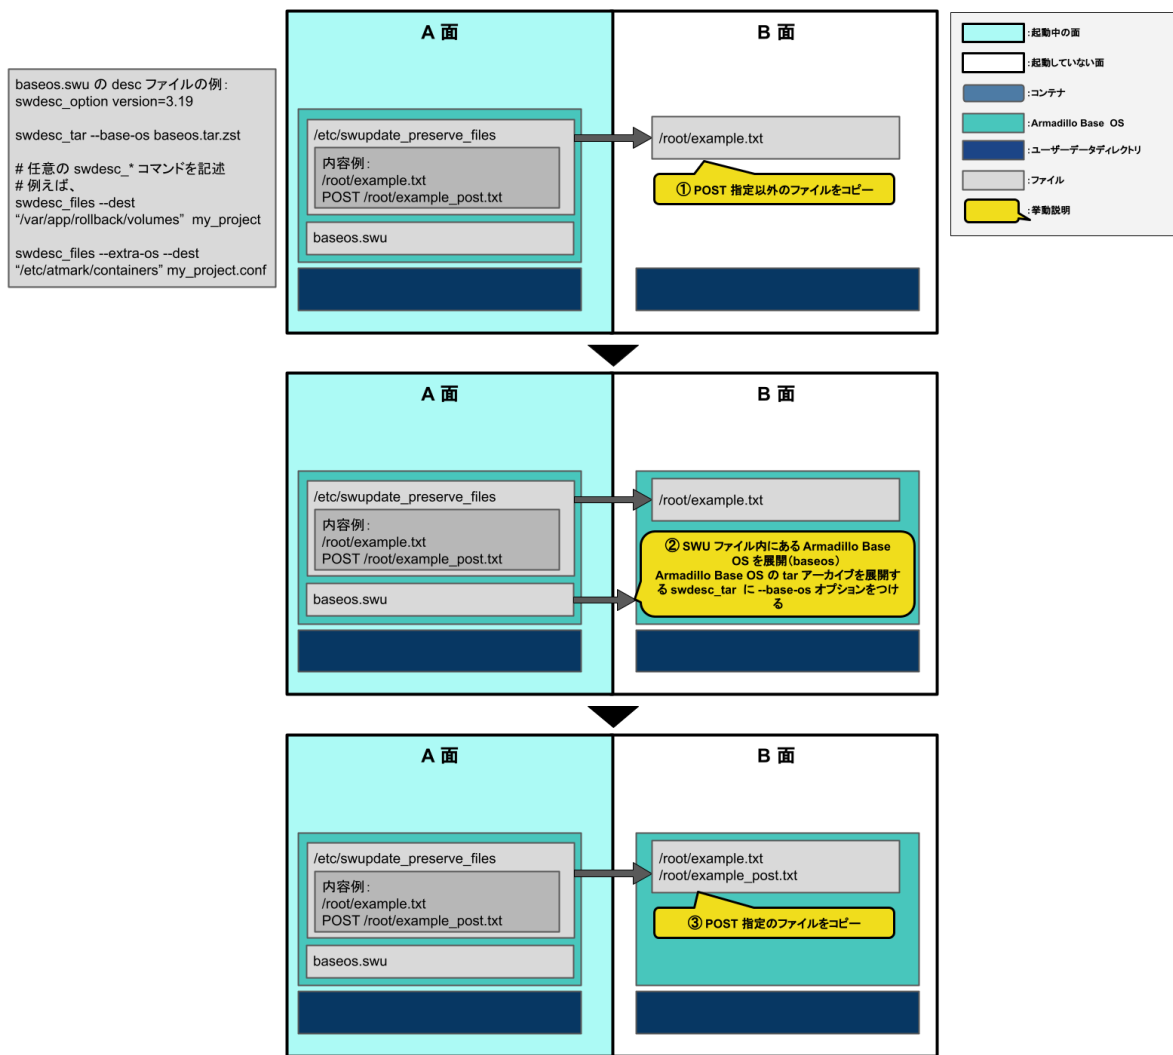 baseos.swu の desc ファイルの例：
swdesc_option version=3.19
swdesc_tar --base-os baseos.tar.zst
# 任意の swdesc_* コマンドを記述
# 例えば、
swdesc_files --dest
“/var/app/rollback/volumes” my_project
swdesc_files --extra-os --dest
“/etc/atmark/containers” my_project.conf
A 面
B 面
/etc/swupdate_preserve_files
内容例：
/root/example.txt
POST /root/example_post.txt
baseos.swu
/root/example.txt
① POST 指定以外のファイルをコピー
:起動中の面
:起動していない面
:コンテナ
:Armadillo Base OS
:ユーザーデータディレクトリ
:ファイル
:挙動説明
A 面
B 面
/etc/swupdate_preserve_files
内容例：
/root/example.txt
POST /root/example_post.txt
baseos.swu
/root/example.txt
② SWU ファイル内にある Armadillo Base
OS を展開（baseos）
Armadillo Base OS の tar アーカイブを展開す
る swdesc_tar に --base-os オプションをつけ
る
A 面
B 面
/etc/swupdate_preserve_files
内容例：
/root/example.txt
POST /root/example_post.txt
baseos.swu
/root/example.txt
/root/example_post.txt
③ POST 指定のファイルをコピー